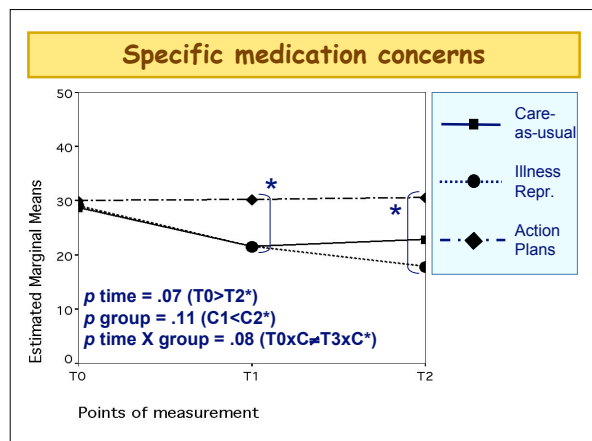 Specific medication concerns
50
40
30
20
10
0
Estimated Marginal Means
T0
T1
T2
Points of measurement
*
*
p time = .07 (T0>T2*)
p group = .11 (C1<C2*)
p time X group = .08 (T0xC≠T3xC*)
Care-
as-usual
Illness
Repr.
Action
Plans